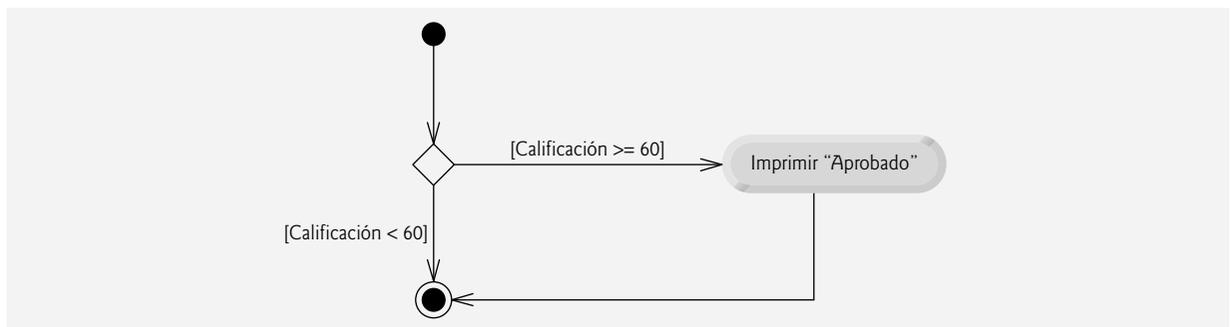 [Calificación >= 60]
Imprimir “Aprobado”
[Calificación < 60]